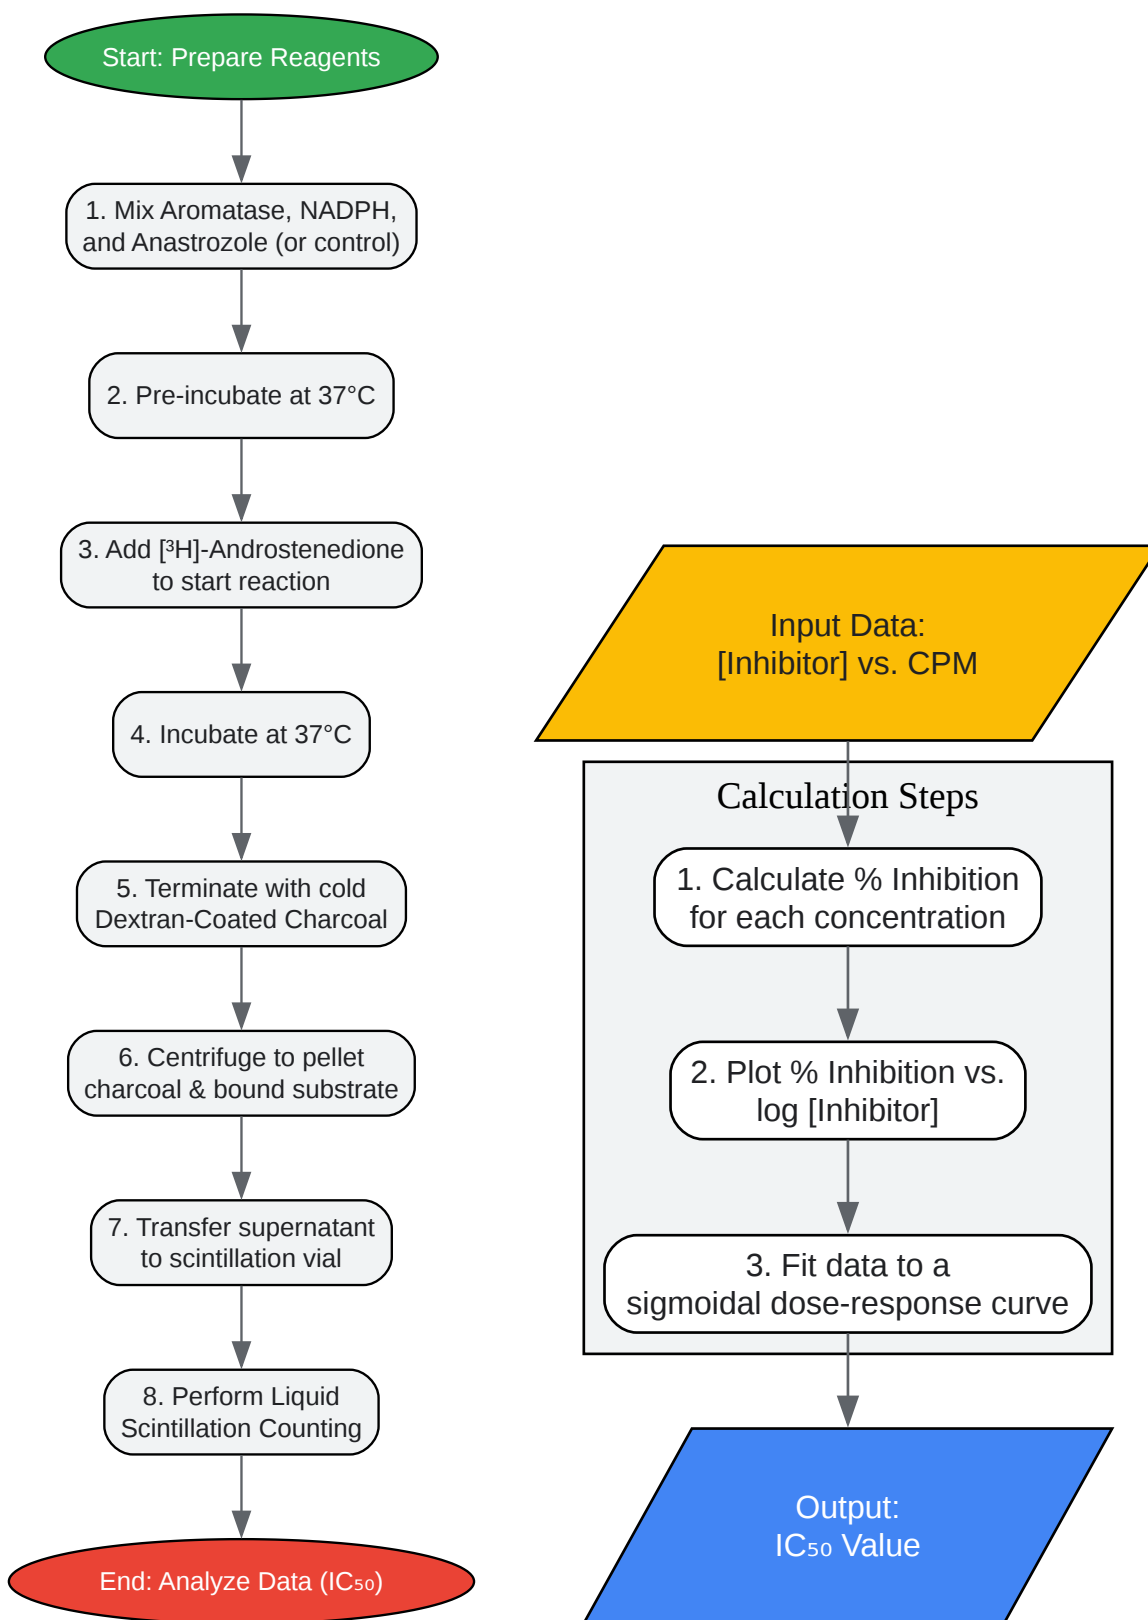 Start: Prepare Reagents
1. Mix Aromatase, NADPH,
and Anastrozole (or control)
2. Pre-incubate at 37°C
3. Add [³H]-Androstenedione
to start reaction
4. Incubate at 37°C
5. Terminate with cold
Dextran-Coated Charcoal
6. Centrifuge to pellet
charcoal & bound substrate
7. Transfer supernatant
to scintillation vial
8. Perform Liquid
Scintillation Counting
End: Analyze Data (IC₅₀)
Input Data:
[Inhibitor] vs. CPM
Calculation Steps
1. Calculate % Inhibition
for each concentration
2. Plot % Inhibition vs.
log [Inhibitor]
3. Fit data to a
sigmoidal dose-response curve
Output:
IC₅₀ Value